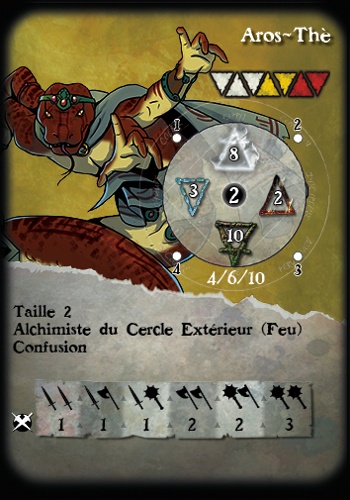 Aros~Thè
1 2
8
3 2 2
10
4 3
4/6/10
Taille 2
Alchimiste du Cercle Extérieur (Feu)
Confusion
1 1 1 2 2 3